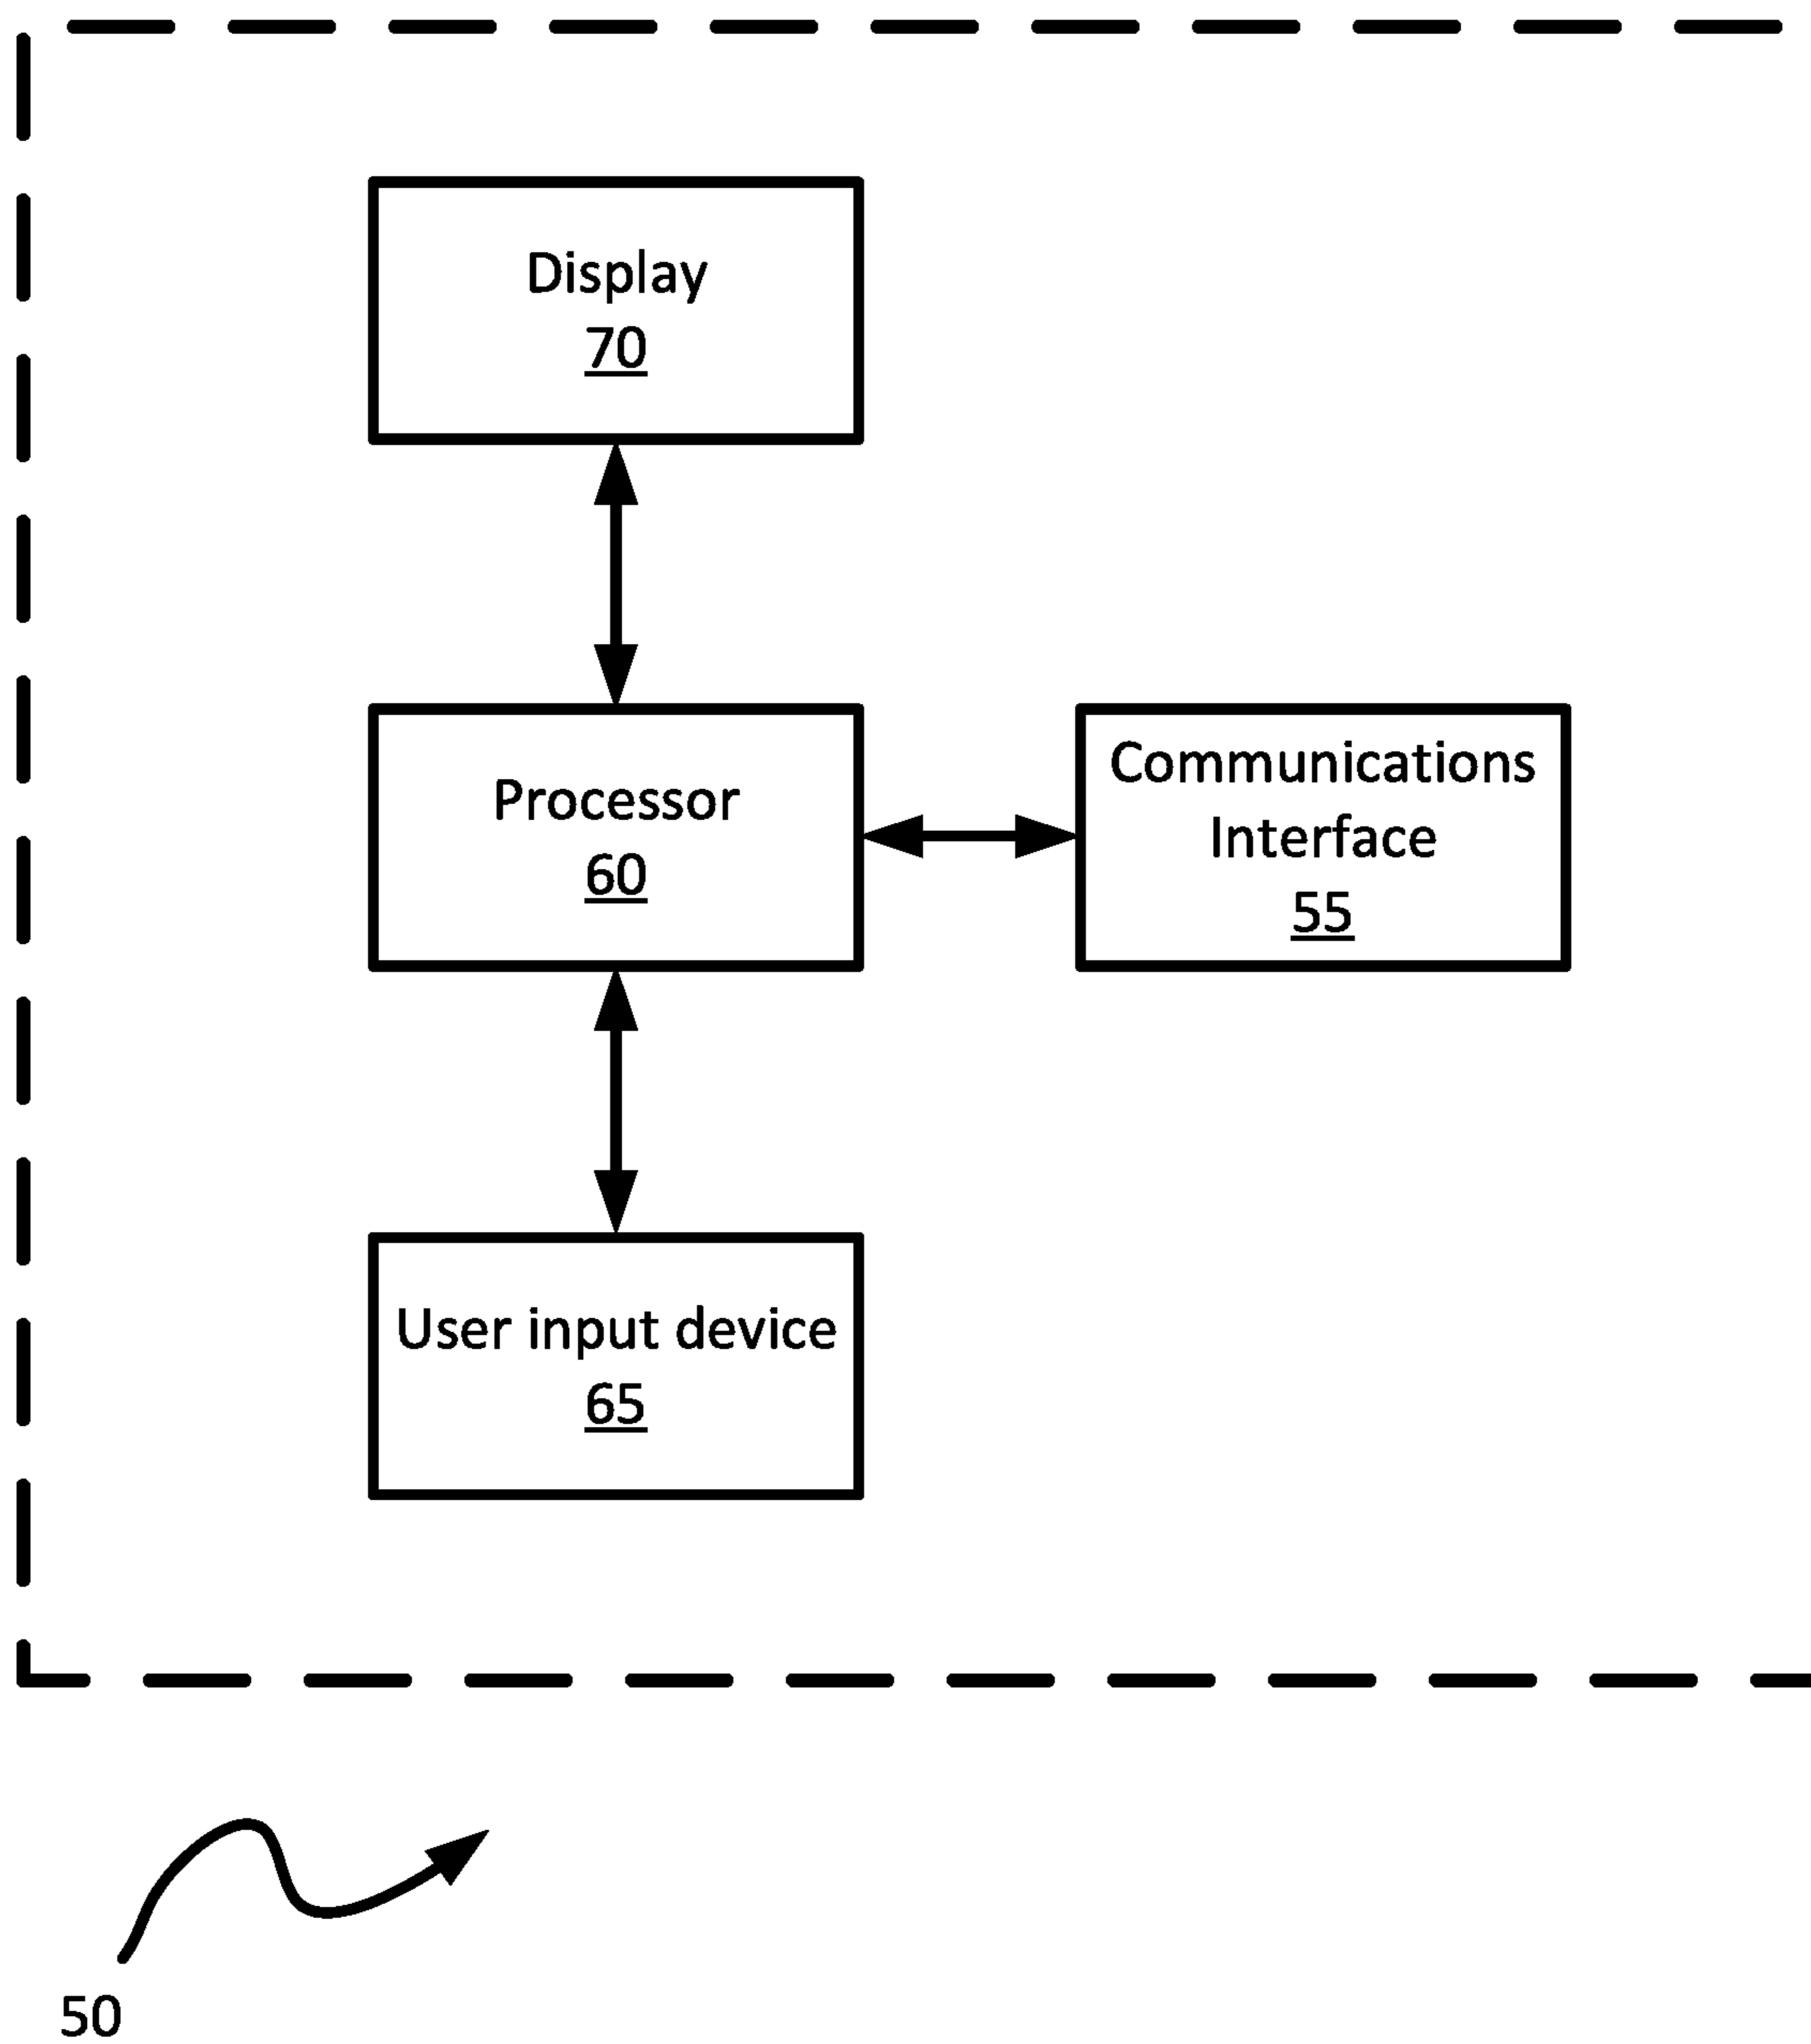 Display
70
Processor
60
Communications
Interface
55
User input device
65
50